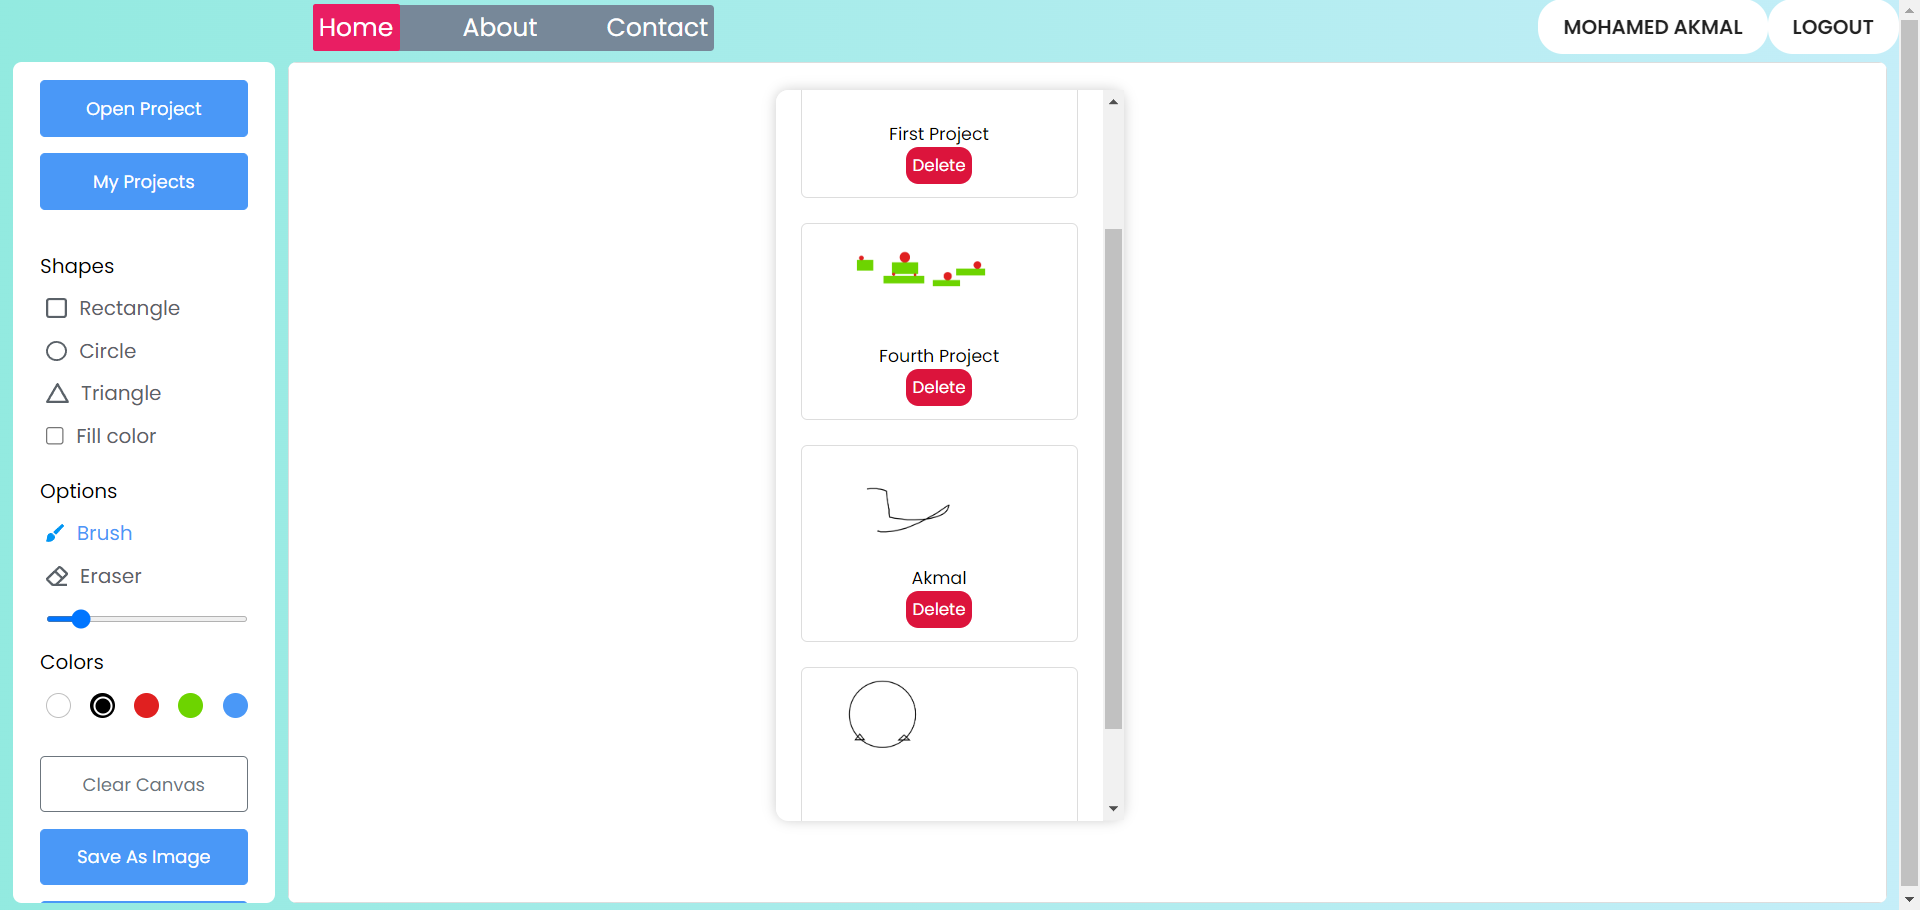 Home
About
Contact
MOHAMED AKMAL
LOGOUT
Open Project
My Projects
Shapes
Rectangle
Circle
Triangle
Fill color
Options
Brush
Eraser
Colors
Clear Canvas
Save As Image
First Project
Delete
Fourth Project
Delete
Akmal
Delete